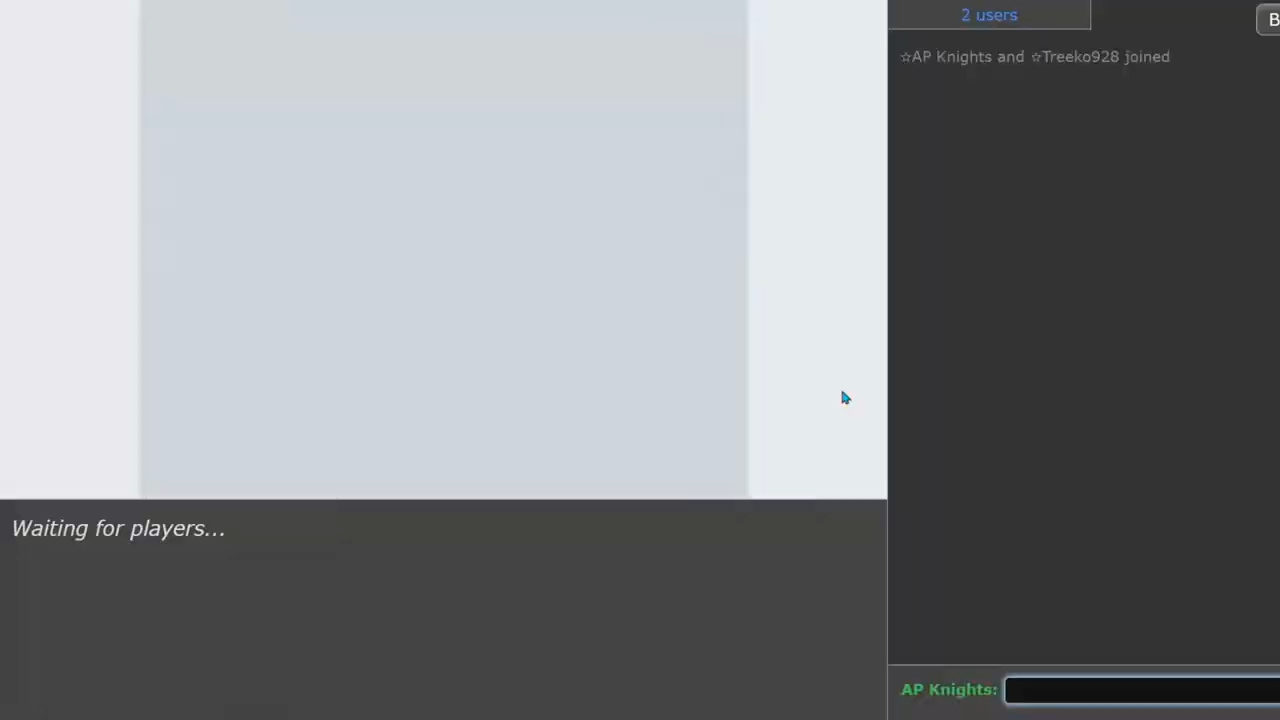 2 users
B
☆AP Knights and ☆Treeko928 joined
Waiting for players...
AP Knights: